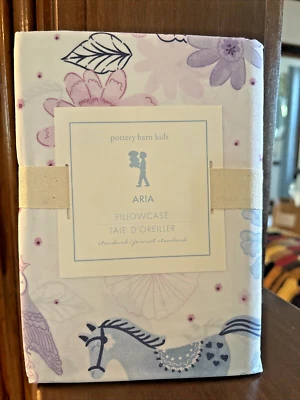 pottery barn kids
ARIA
PILLOWCASE
TAIE D'OREILLER
standard/format standard